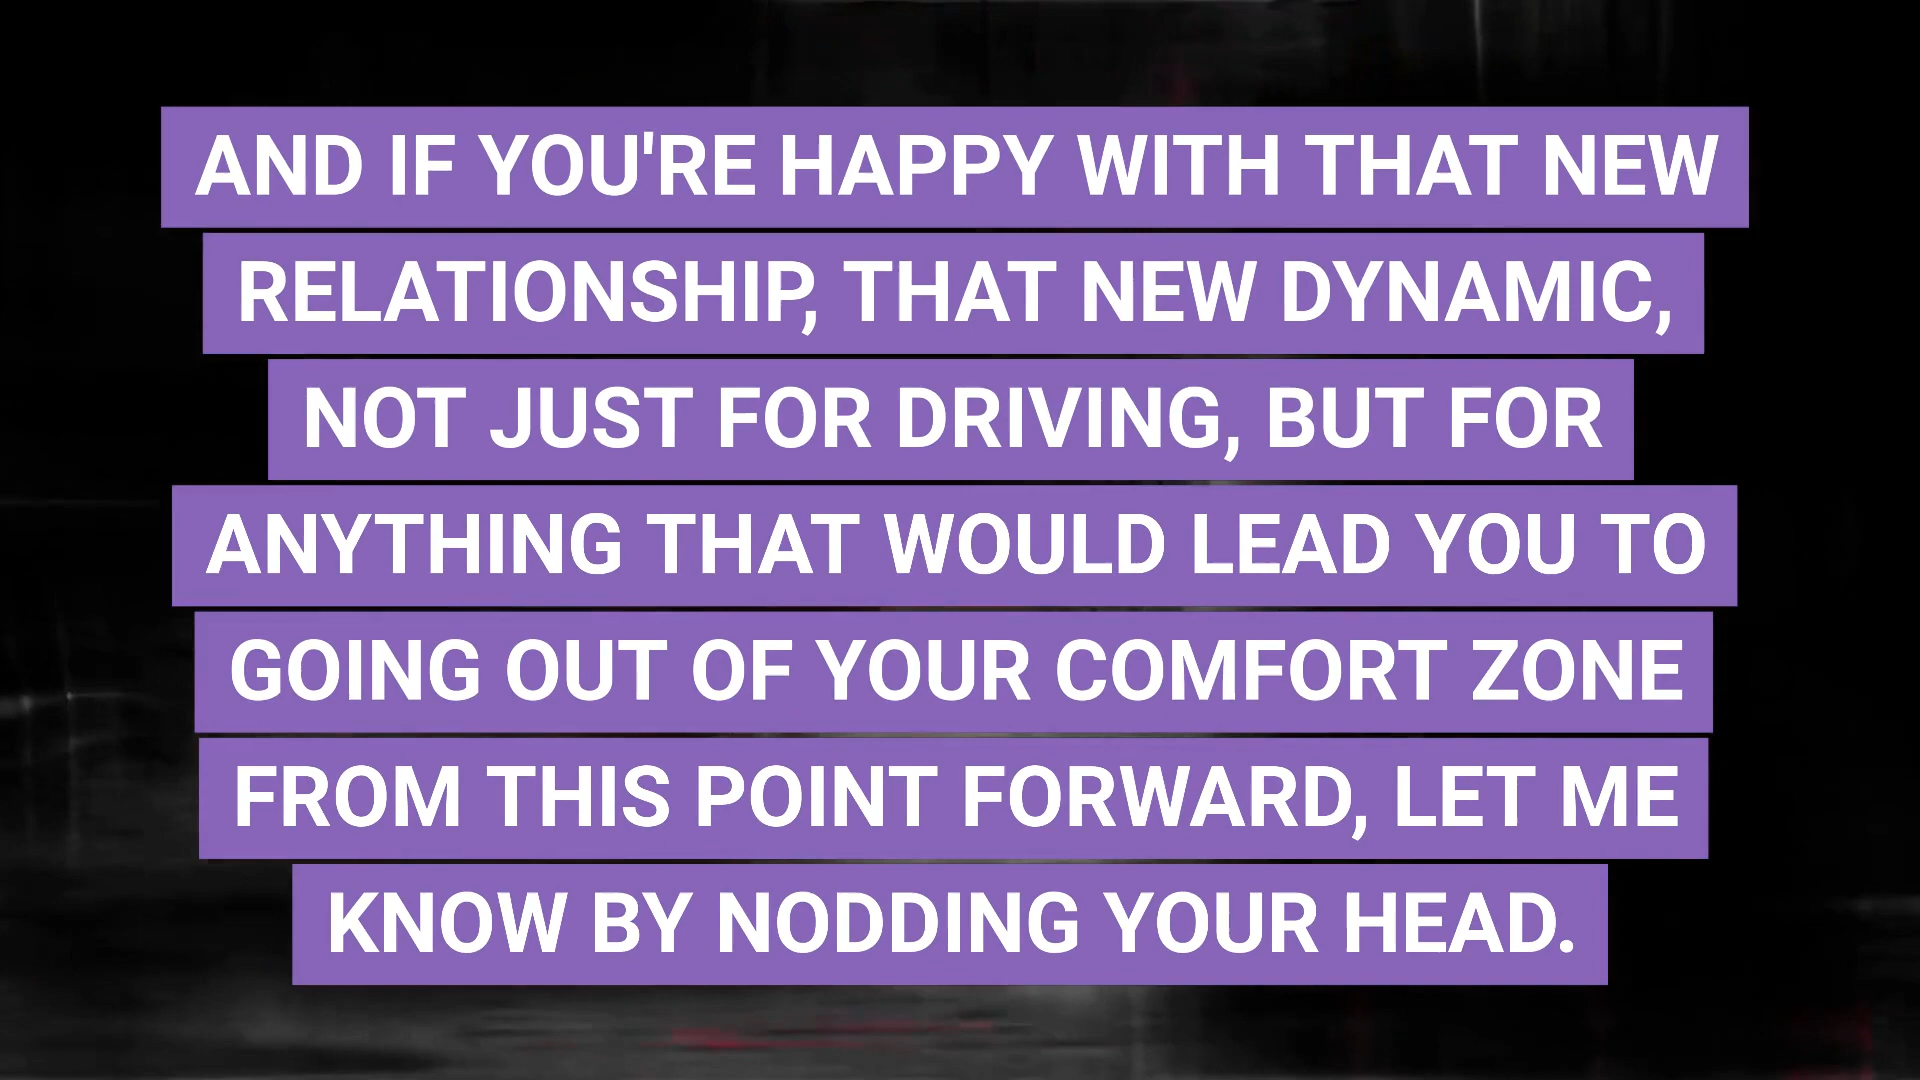 AND IF YOU'RE HAPPY WITH THAT NEW
RELATIONSHIP, THAT NEW DYNAMIC,
NOT JUST FOR DRIVING, BUT FOR
ANYTHING THAT WOULD LEAD YOU TO
GOING OUT OF YOUR COMFORT ZONE
FROM THIS POINT FORWARD, LET ME
KNOW BY NODDING YOUR HEAD.